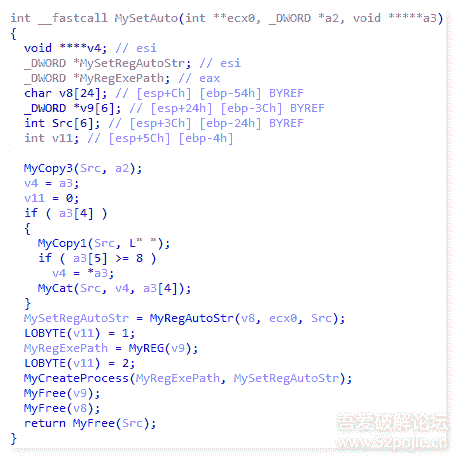 int __fastcall MySetAuto(int **ecx0, _DWORD *a2, void *****a3)
{
void ****v4; // esi
_DWORD *MySetRegAutoStr; // esi
_DWORD *MyRegExePath; // eax
char v8[24]; // [esp+Ch] [ebp-54h] BYREF
_DWORD *v9[6]; // [esp+24h] [ebp-3Ch] BYREF
int Src[6]; // [esp+3Ch] [ebp-24h] BYREF
int v11; // [esp+5Ch] [ebp-4h]
MyCopy3(Src, a2);
v4 = a3;
v11 = 0;
if ( a3[4] )
{
MyCopy1(Src, L" ");
if ( a3[5] >= 8 )
v4 = *a3;
MyCat(Src, v4, a3[4]);
}
MySetRegAutoStr = MyRegAutoStr(v8, ecx0, Src);
LOBYTE(v11) = 1;
MyRegExePath = MyREG(v9);
LOBYTE(v11) = 2;
MyCreateProcess(MyRegExePath, MySetRegAutoStr);
MyFree(v9);
MyFree(v8);
return MyFree(Src);
}
吾爱破解论坛
www.52pojie.cn